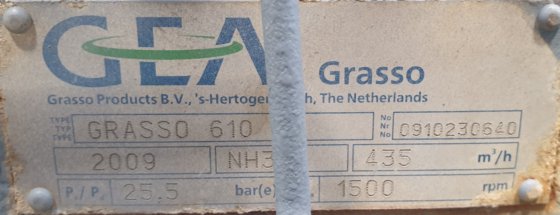 GEA Grasso
Grasso Products B.V., 's-Hertogen h, The Netherlands
TYPE TYP TYPE GRASSO 610 No Nr No 0910230640
2009 NH3 435 m³/h
P./P. 25.5 bar(e) 1500 rpm